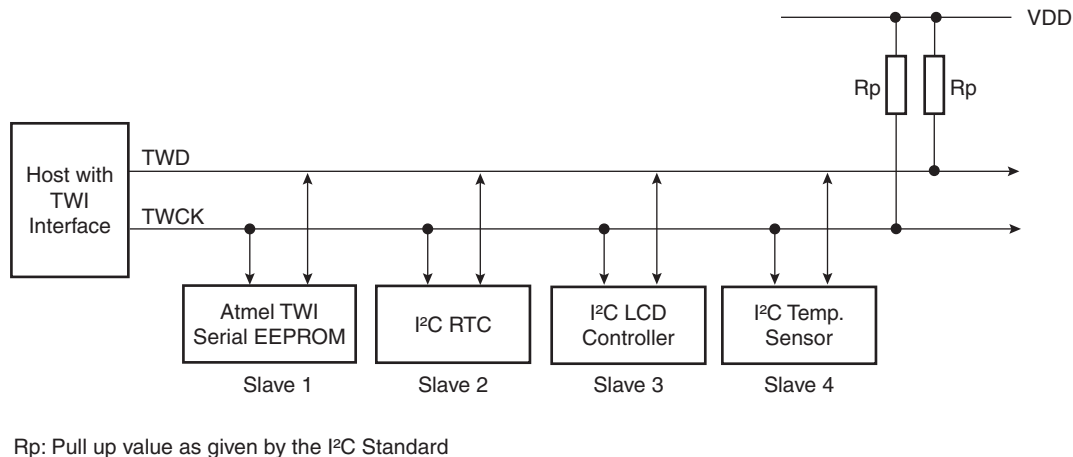 VDD
Rp
Rp
Host with
TWI
Interface
TWD
TWCK
Atmel TWI
Serial EEPROM
I²C RTC
I²C LCD
Controller
I²C Temp.
Sensor
Slave 1
Slave 2
Slave 3
Slave 4
Rp: Pull up value as given by the I²C Standard